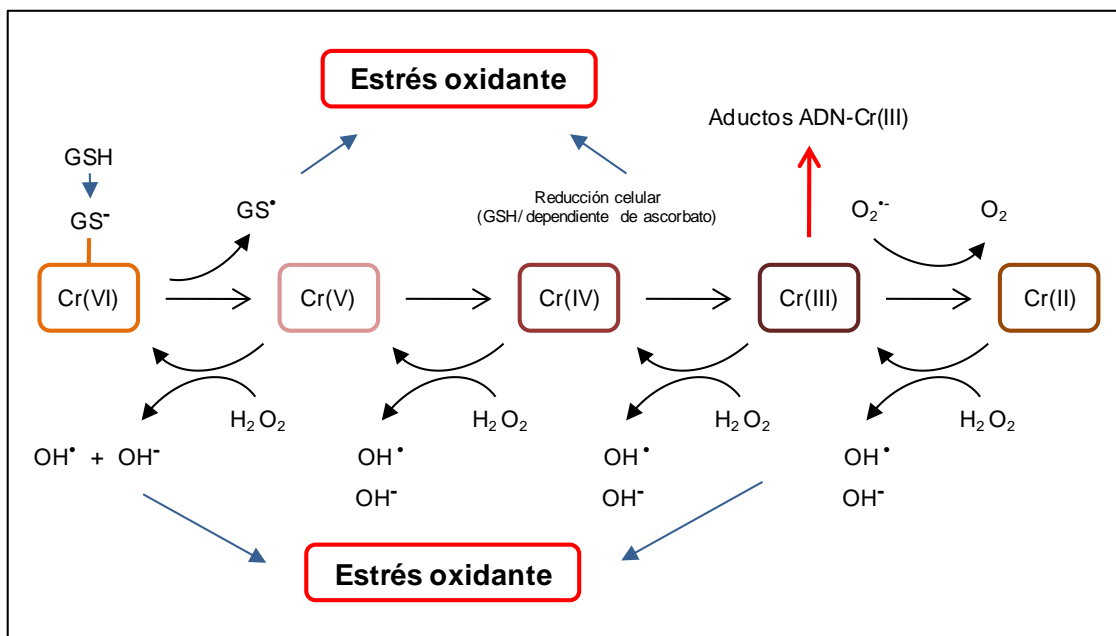 Estrés oxidante
Aductos ADN-Cr(III)
GSH
GS-
GS•
Reducción celular
(GSH/ dependiente de ascorbato)
O2•-
O2
Cr(VI)
Cr(V)
Cr(IV)
Cr(III)
Cr(II)
H2O2
H2O2
H2O2
H2O2
OH• + OH-
OH•
OH-
OH•
OH-
OH•
OH-
Estrés oxidante